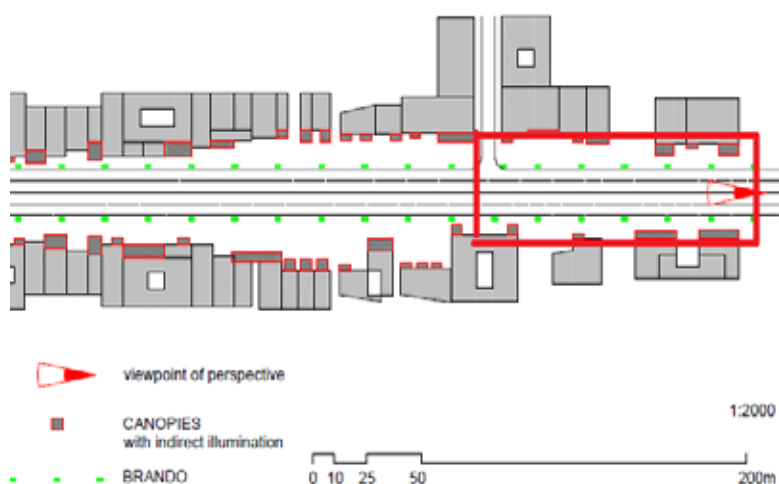 viewpoint of perspective
1:2000
CANOPIES
with indirect illumination
BRANDO
0 10 25 50 200m